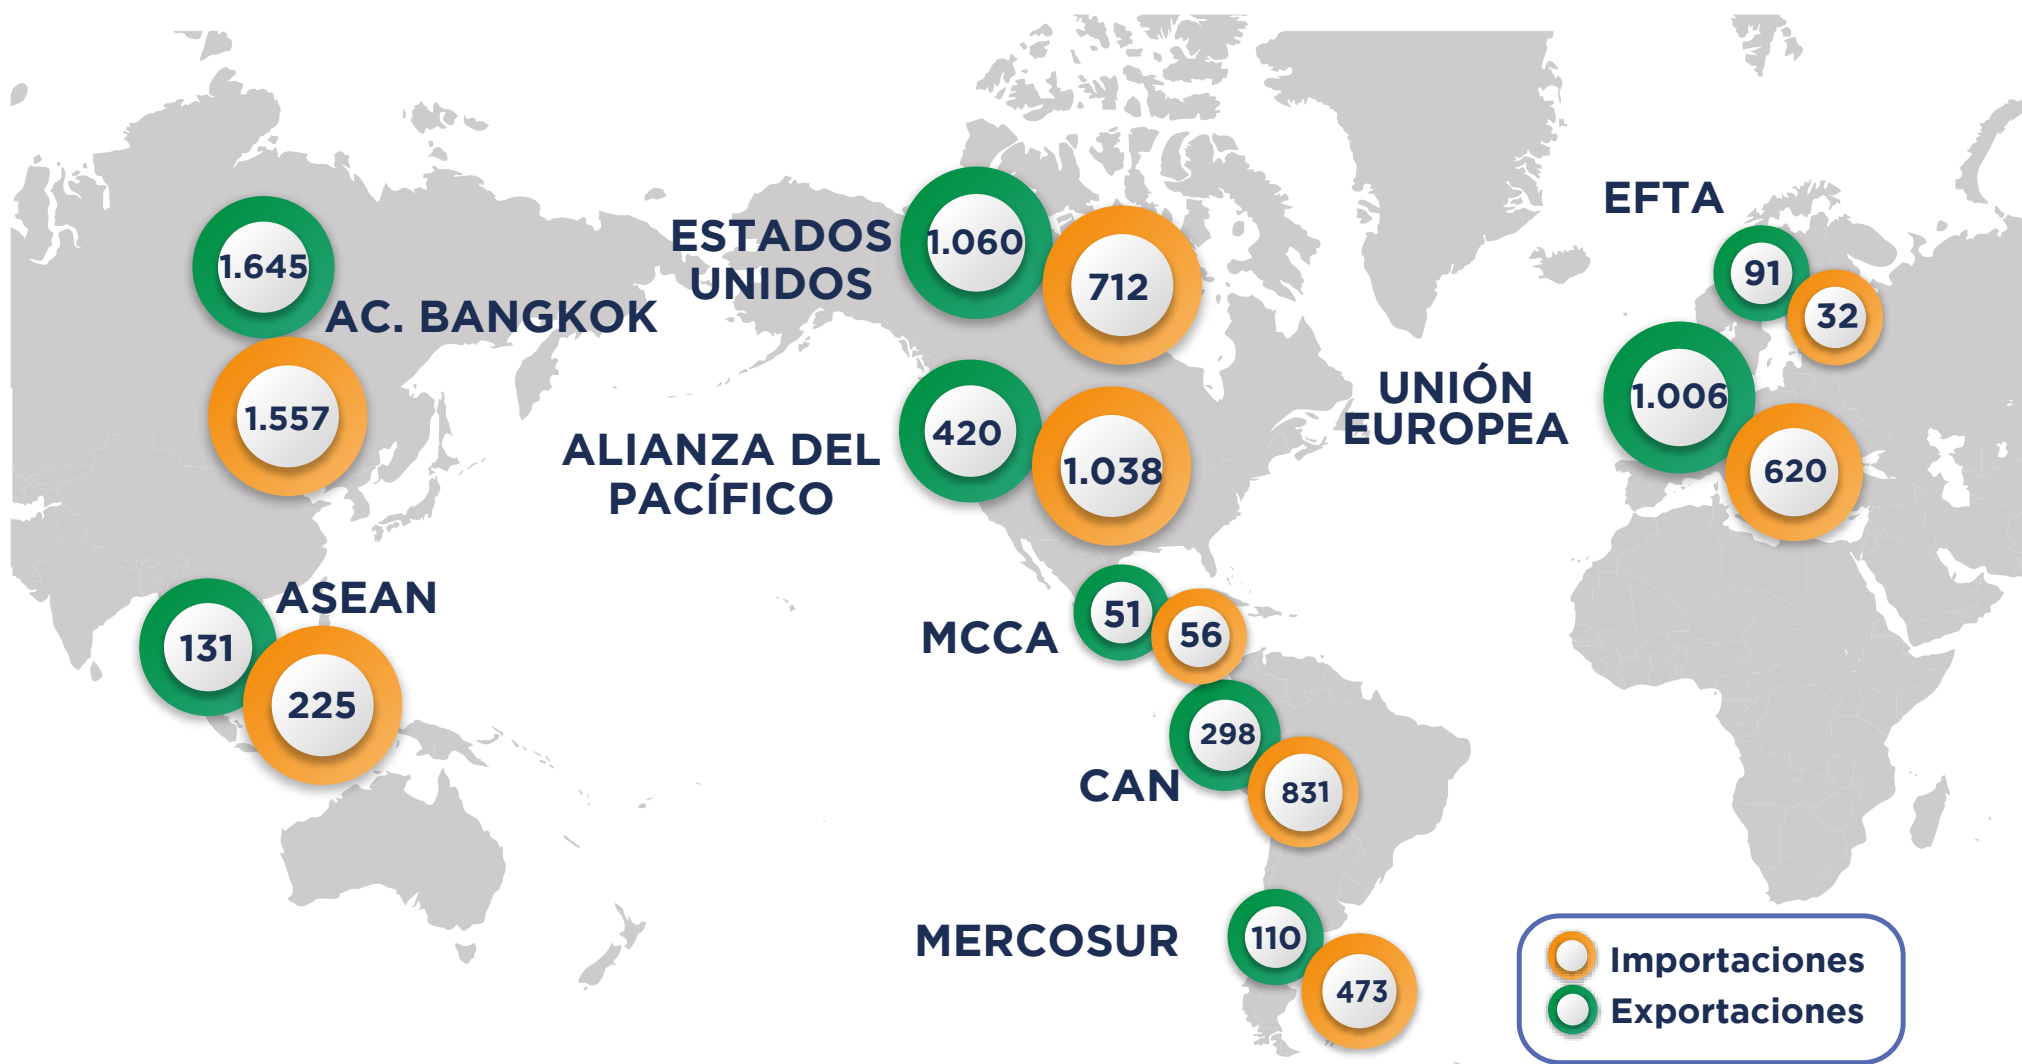 1.645
AC. BANGKOK
1.557
ASEAN
131
225
ESTADOS
UNIDOS
1.060
712
ALIANZA DEL
PACÍFICO
420
1.038
MCCA
51
56
298
CAN
831
MERCOSUR
110
473
EFTA
91
32
UNIÓN
EUROPEA
1.006
620
Importaciones
Exportaciones